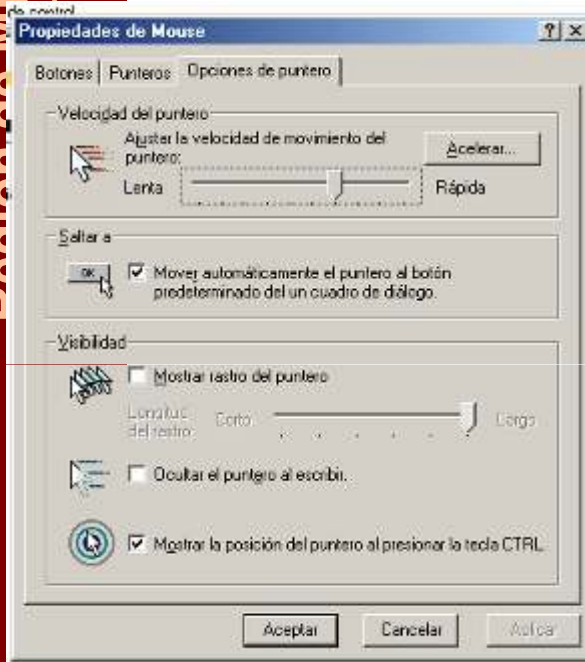 de control
Propiedades de Mouse
Botones Punteros Opciones de puntero
Velocidad del puntero
Ajustar la velocidad de movimiento del
puntero:
Acelerar...
Lenta Rápida
Saltar a
OK
Mover automáticamente el puntero al botón
predeterminado del un cuadro de diálogo.
Visibilidad
Mostrar rastro del puntero
Longitud
del rastro:
Corto Largo
Ocultar el puntero al escribir.
Mostrar la posición del puntero al presionar la tecla CTRL
Aceptar Cancelar Aplicar